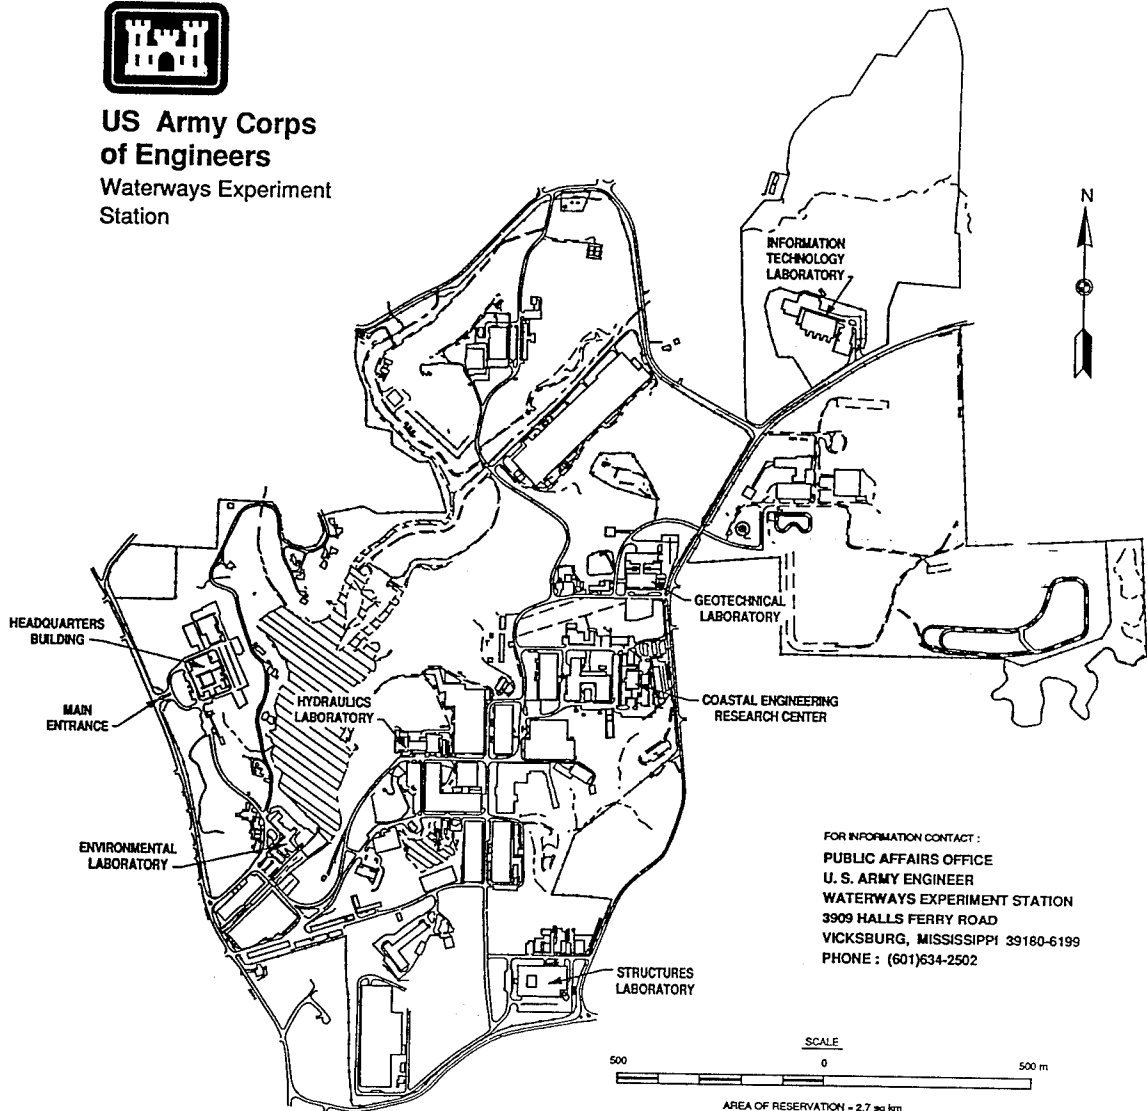 US Army Corps
of Engineers
Waterways Experiment
Station
N
INFORMATION
TECHNOLOGY
LABORATORY
GEOTECHNICAL
LABORATORY
HEADQUARTERS
BUILDING
MAIN
ENTRANCE
HYDRAULICS
LABORATORY
COASTAL ENGINEERING
RESEARCH CENTER
ENVIRONMENTAL
LABORATORY
STRUCTURES
LABORATORY
FOR INFORMATION CONTACT :
PUBLIC AFFAIRS OFFICE
U. S. ARMY ENGINEER
WATERWAYS EXPERIMENT STATION
3909 HALLS FERRY ROAD
VICKSBURG, MISSISSIPPI 39180-6199
PHONE : (601)634-2502
SCALE
500 0 500 m
AREA OF RESERVATION = 2.7 sq km